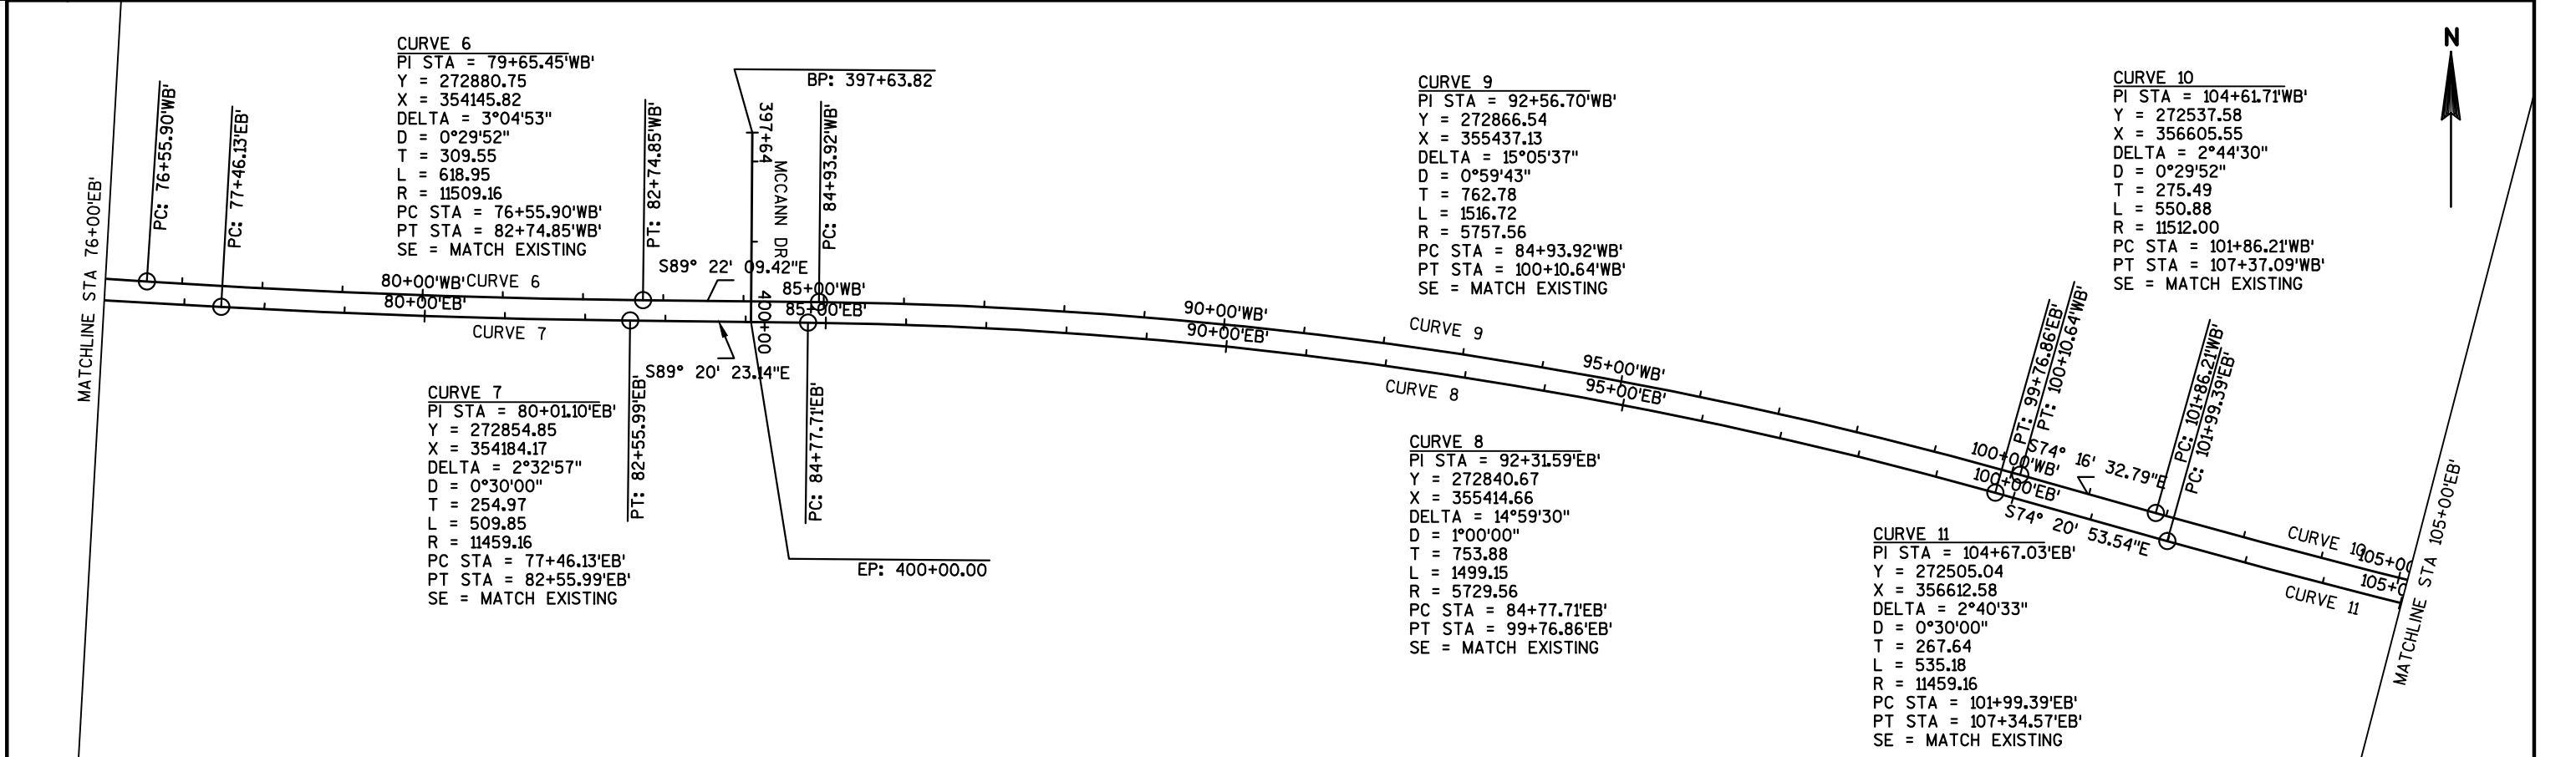 CURVE 6
PI STA = 79+65.45'WB'
Y = 272880.75
X = 354145.82
DELTA = 3°04'53"
D = 0°29'52"
T = 309.55
L = 618.95
R = 11509.16
PC STA = 76+55.90'WB'
PT STA = 82+74.85'WB'
SE = MATCH EXISTING
BP: 397+63.82
CURVE 9
PI STA = 92+56.70'WB'
Y = 272866.54
X = 355437.13
DELTA = 15°05'37"
D = 0°59'43"
T = 762.78
L = 1516.72
R = 5757.56
PC STA = 84+93.92'WB'
PT STA = 100+10.64'WB'
SE = MATCH EXISTING
CURVE 10
PI STA = 104+61.71'WB'
Y = 272537.58
X = 356605.55
DELTA = 2°44'30"
D = 0°29'52"
T = 275.49
L = 550.88
R = 11512.00
PC STA = 101+86.21'WB'
PT STA = 107+37.09'WB'
SE = MATCH EXISTING
N
MATCHLINE STA 76+00'EB'
PC: 76+55.90'WB'
PC: 77+46.13'EB'
PT: 82+74.85'WB'
397+64
MCCANN DR
400+00
PC: 84+93.92'WB'
S89° 22' 09.42"E
80+00'WB'
CURVE 6
80+00'EB'
CURVE 7
85+00'WB'
85+00'EB'
S89° 20' 23.14"E
90+00'WB'
90+00'EB'
CURVE 9
CURVE 8
95+00'WB'
95+00'EB'
PT: 99+76.86'EB'
PT: 100+10.64'WB'
100+00'WB'
100+00'EB'
S74° 16' 32.79"E
S74° 20' 53.54"E
PC: 101+86.21'WB'
PC: 101+99.39'EB'
CURVE 10
105+00
105+0
CURVE 11
MATCHLINE STA 105+00'EB'
CURVE 7
PI STA = 80+01.10'EB'
Y = 272854.85
X = 354184.17
DELTA = 2°32'57"
D = 0°30'00"
T = 254.97
L = 509.85
R = 11459.16
PC STA = 77+46.13'EB'
PT STA = 82+55.99'EB'
SE = MATCH EXISTING
PT: 82+55.99'EB'
PC: 84+77.71'EB'
EP: 400+00.00
CURVE 8
PI STA = 92+31.59'EB'
Y = 272840.67
X = 355414.66
DELTA = 14°59'30"
D = 1°00'00"
T = 753.88
L = 1499.15
R = 5729.56
PC STA = 84+77.71'EB'
PT STA = 99+76.86'EB'
SE = MATCH EXISTING
CURVE 11
PI STA = 104+67.03'EB'
Y = 272505.04
X = 356612.58
DELTA = 2°40'33"
D = 0°30'00"
T = 267.64
L = 535.18
R = 11459.16
PC STA = 101+99.39'EB'
PT STA = 107+34.57'EB'
SE = MATCH EXISTING